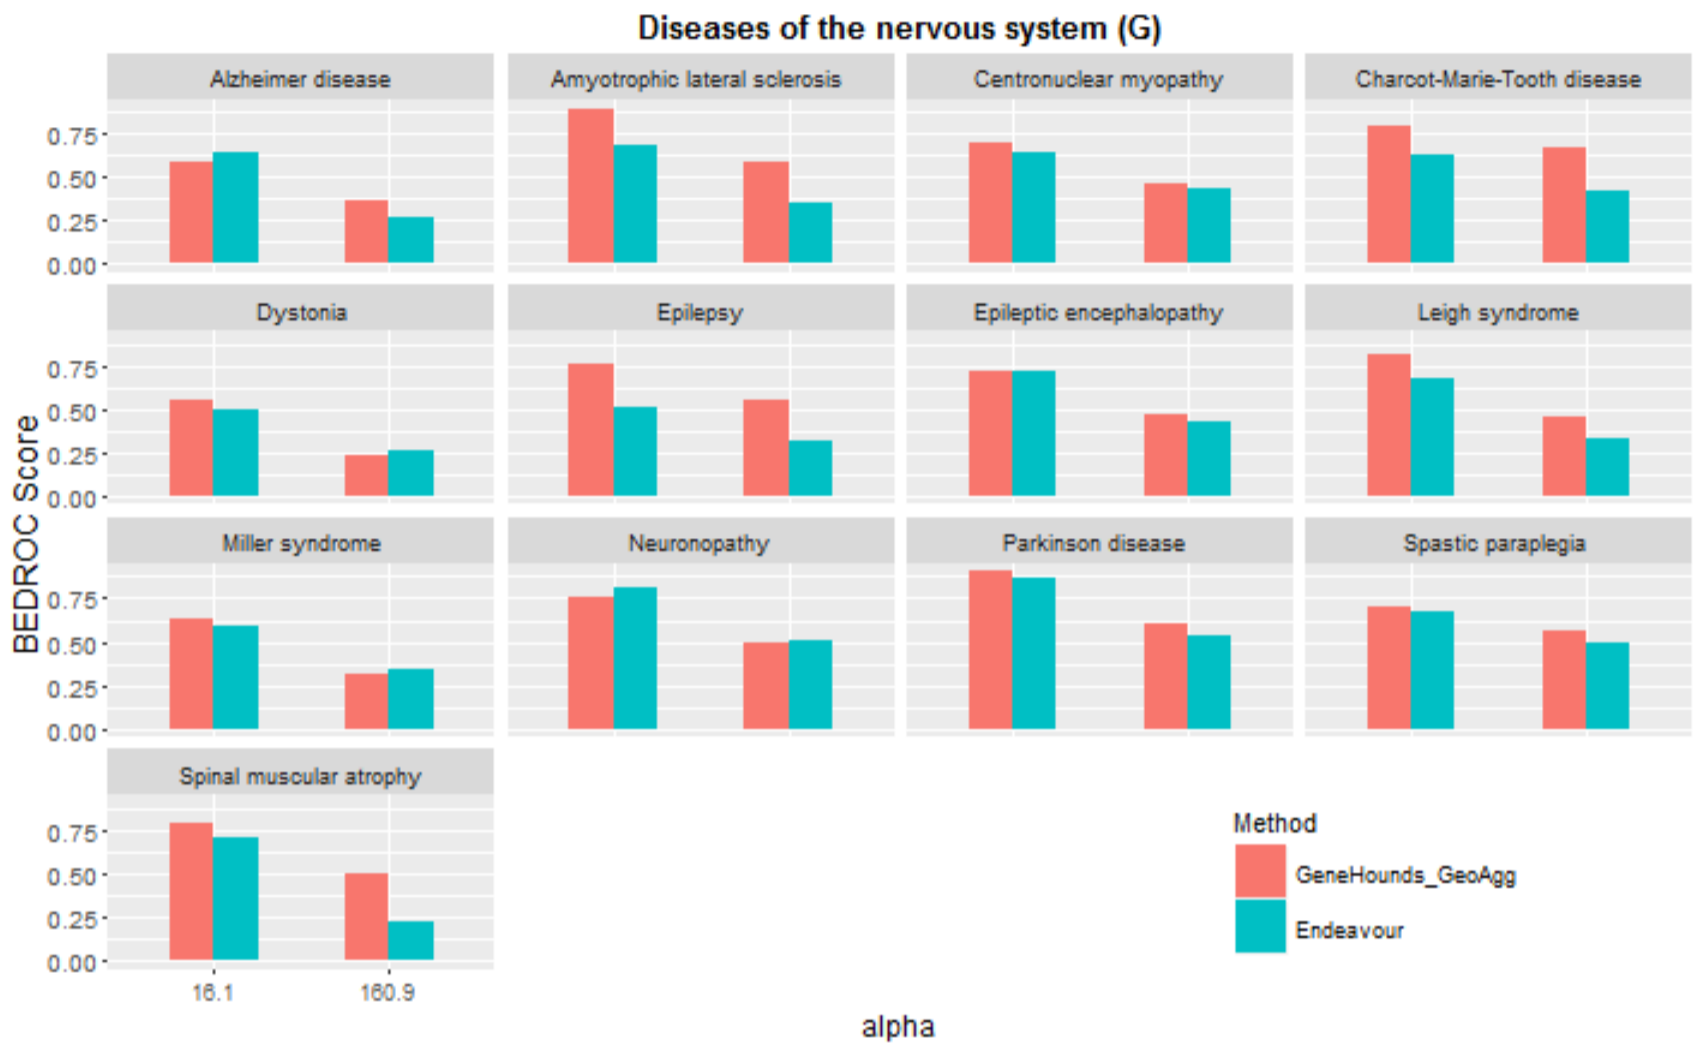 Diseases of the nervous system (G)
Alzheimer disease
Amyotrophic lateral sclerosis
Centronuclear myopathy
Charcot-Marie-Tooth disease
0.75
0.50
0.25
0.00
Dystonia
Epilepsy
Epileptic encephalopathy
Leigh syndrome
0.75
0.50
0.25
0.00
BEDROC Score
Miller syndrome
Neuronopathy
Parkinson disease
Spastic paraplegia
0.75
0.50
0.25
0.00
Spinal muscular atrophy
0.75
0.50
0.25
0.00
16.1
160.9
alpha
Method
GeneHounds_GeoAgg
Endeavour